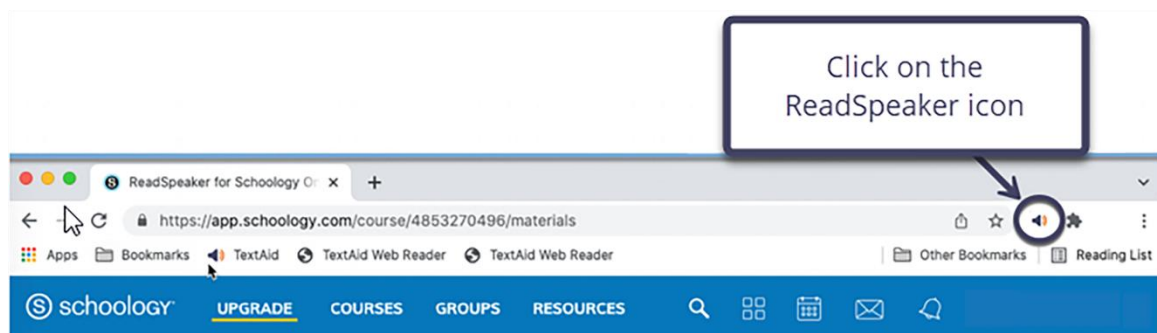 Click on the
ReadSpeaker icon
ReadSpeaker for Schoology Or
https://app.schoology.com/course/4853270496/materials
Apps Bookmarks TextAid TextAid Web Reader TextAid Web Reader Other Bookmarks Reading List
S schoology UPGRADE COURSES GROUPS RESOURCES